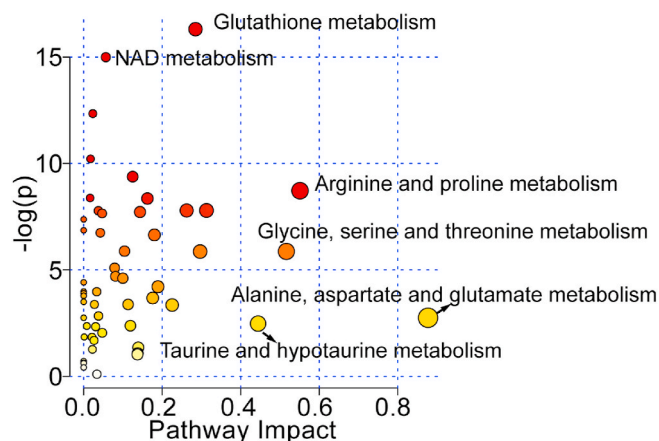 Glutathione metabolism
15
NAD metabolism
10
Arginine and proline metabolism
-log(p)
Glycine, serine and threonine metabolism
5
Alanine, aspartate and glutamate metabolism
Taurine and hypotaurine metabolism
0
0.0 0.2 0.4 0.6 0.8
Pathway Impact